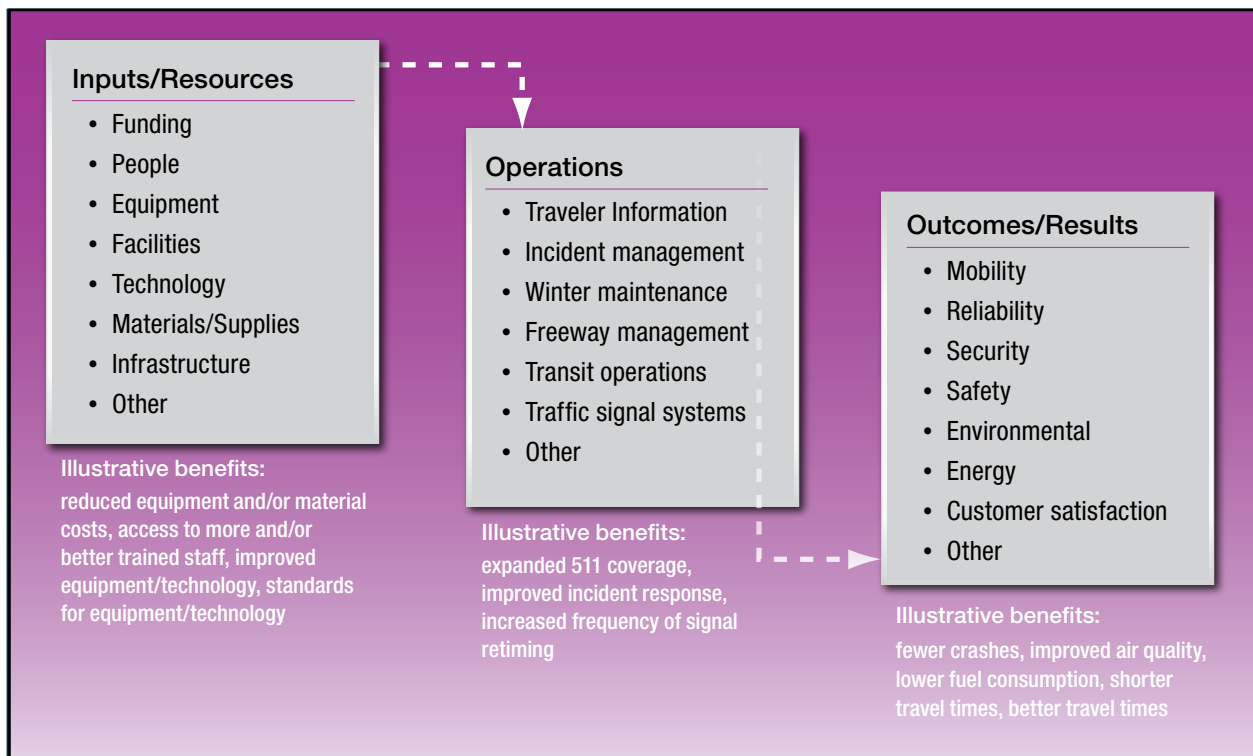 Inputs/Resources
• Funding
• People
• Equipment
• Facilities
• Technology
• Materials/Supplies
• Infrastructure
• Other
Illustrative benefits:
reduced equipment and/or material
costs, access to more and/or
better trained staff, improved
equipment/technology, standards
for equipment/technology
Operations
• Traveler Information
• Incident management
• Winter maintenance
• Freeway management
• Transit operations
• Traffic signal systems
• Other
Illustrative benefits:
expanded 511 coverage,
improved incident response,
increased frequency of signal
retiming
Outcomes/Results
• Mobility
• Reliability
• Security
• Safety
• Environmental
• Energy
• Customer satisfaction
• Other
Illustrative benefits:
fewer crashes, improved air quality,
lower fuel consumption, shorter
travel times, better travel times